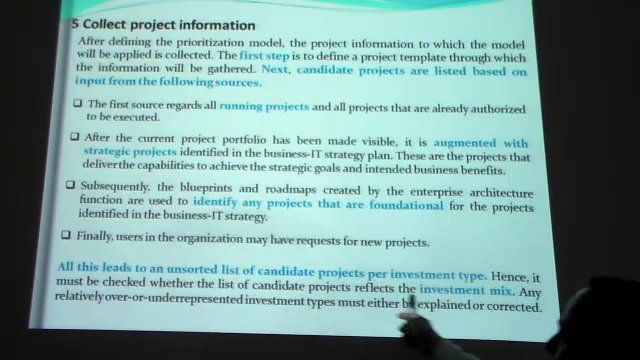 5 Collect project information
After defining the prioritization model, the project information to which the model
will be applied is collected. The first step is to define a project template through which
the information will be gathered. Next, candidate projects are listed based on
input from the following sources.
❑ The first source regards all running projects and all projects that are already authorized
to be executed.
❑ After the current project portfolio has been made visible, it is augmented with
strategic projects identified in the business-IT strategy plan. These are the projects that
deliver the capabilities to achieve the strategic goals and intended business benefits.
❑ Subsequently, the blueprints and roadmaps created by the enterprise architecture
function are used to identify any projects that are foundational for the projects
identified in the business-IT strategy.
❑ Finally, users in the organization may have requests for new projects.
All this leads to an unsorted list of candidate projects per investment type. Hence, it
must be checked whether the list of candidate projects reflects the investment mix. Any
relatively over-or-underrepresented investment types must either be explained or corrected.